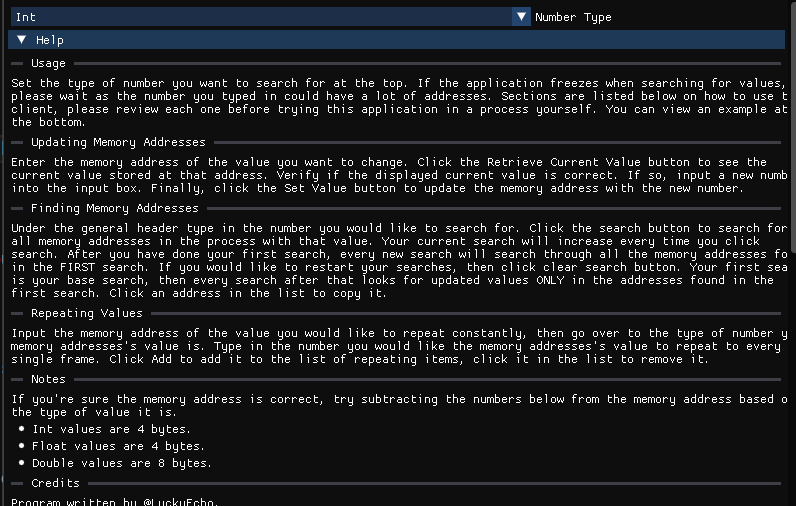 Int Number Type
Help
Usage
Set the type of number you want to search for at the top. If the application freezes when searching for values,
please wait as the number you typed in could have a lot of addresses. Sections are listed below on how to use t
client, please review each one before trying this application in a process yourself. You can view an example at
the bottom.
Updating Memory Addresses
Enter the memory address of the value you want to change. Click the Retrieve Current Value button to see the
current value stored at that address. Verify if the displayed current value is correct. If so, input a new numb
into the input box. Finally, click the Set Value button to update the memory address with the new number.
Finding Memory Addresses
Under the general header type in the number you would like to search for. Click the search button to search for
all memory addresses in the process with that value. Your current search will increase every time you click
search. After you have done your first search, every new search will search through all the memory addresses fo
in the FIRST search. If you would like to restart your searches, then click clear search button. Your first sea
is your base search, then every search after that looks for updated values ONLY in the addresses found in the
first search. Click an address in the list to copy it.
Repeating Values
Input the memory address of the value you would like to repeat constantly, then go over to the type of number y
memory addresses's value is. Type in the number you would like the memory addresses's value to repeat to every
single frame. Click Add to add it to the list of repeating items, click it in the list to remove it.
Notes
If you're sure the memory address is correct, try subtracting the numbers below from the memory address based o
the type of value it is.
Int values are 4 bytes.
Float values are 4 bytes.
Double values are 8 bytes.
Credits
Program written by @LuckyEcho.